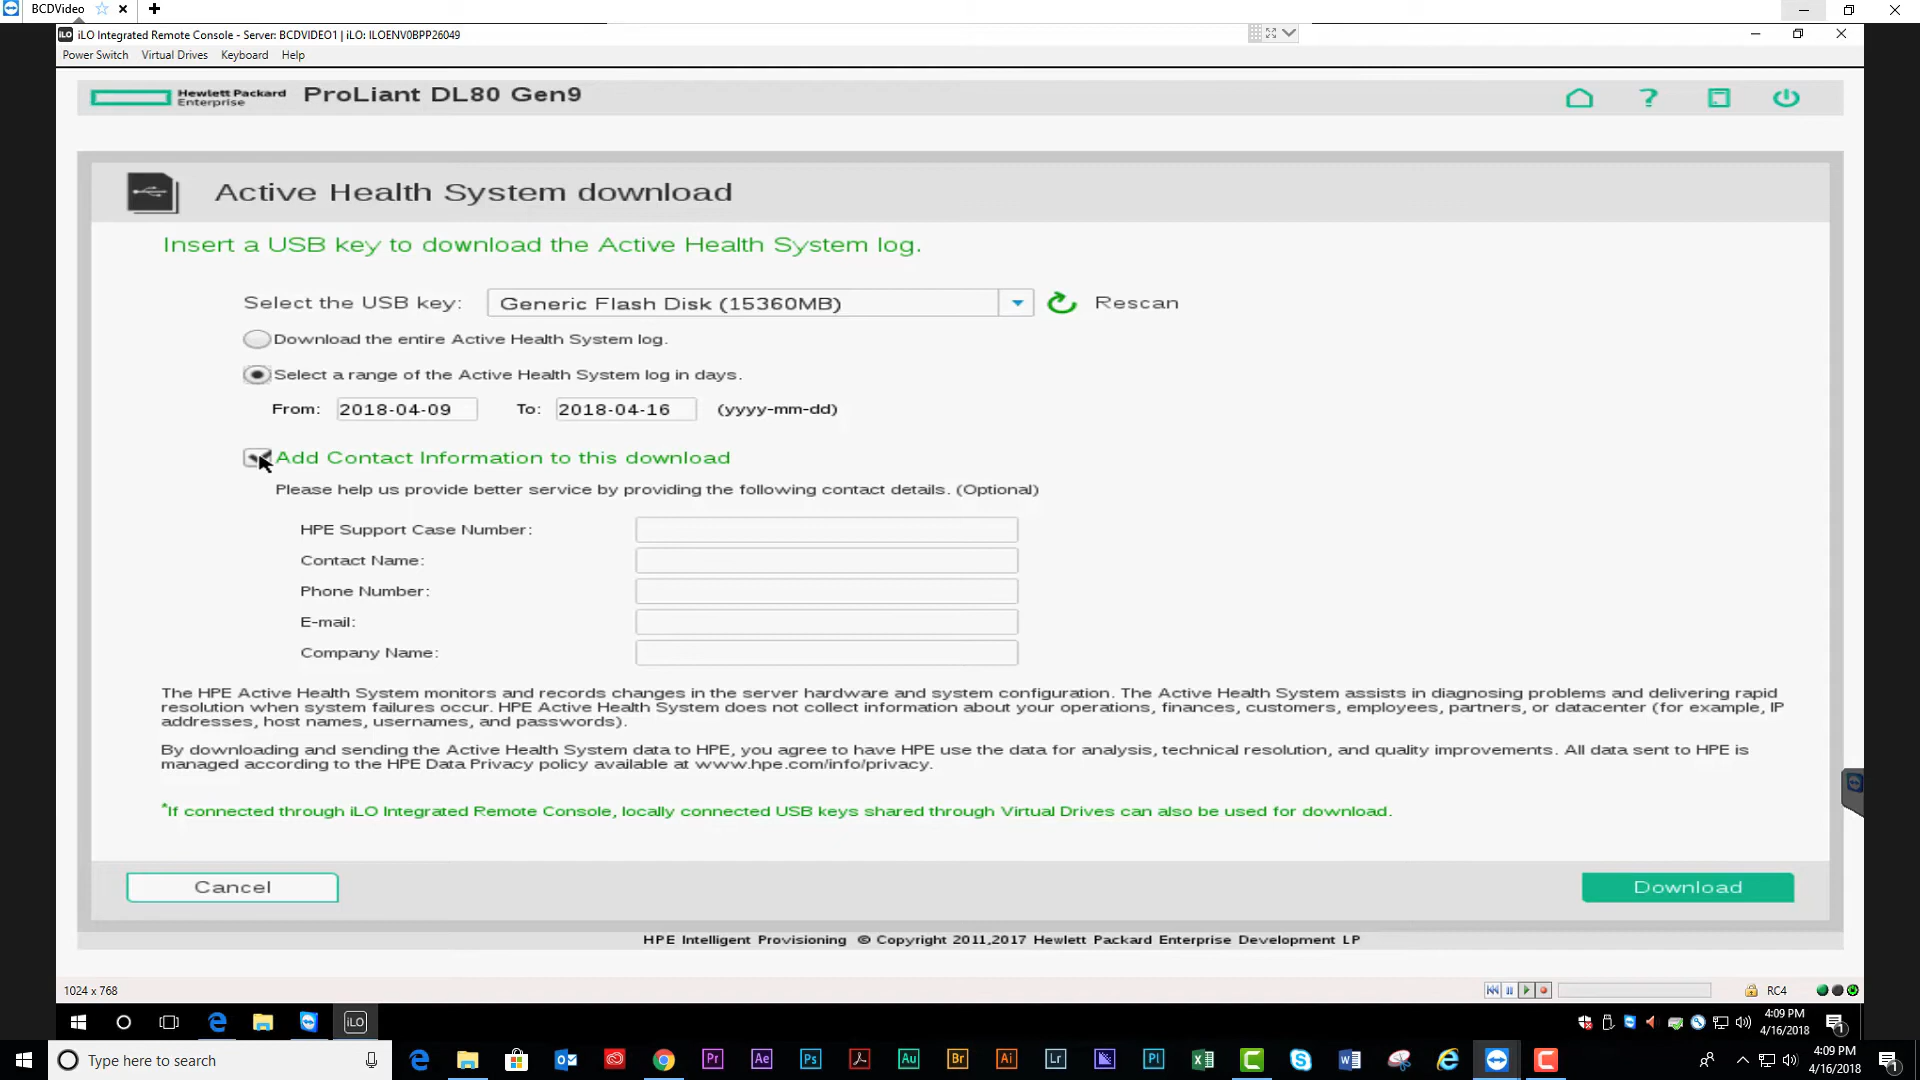 BCDVideo
iLO Integrated Remote Console - Server: BCDVIDEO1 | iLO: ILOENV0BPP26049
Power Switch Virtual Drives Keyboard Help
Hewlett Packard
Enterprise
ProLiant DL80 Gen9
?
Active Health System download
Insert a USB key to download the Active Health System log.
Select the USB key: Generic Flash Disk (15360MB) Rescan
Download the entire Active Health System log.
Select a range of the Active Health System log in days.
From: 2018-04-09 To: 2018-04-16 (yyyy-mm-dd)
Add Contact Information to this download
Please help us provide better service by providing the following contact details. (Optional)
HPE Support Case Number:
Contact Name:
Phone Number:
E-mail:
Company Name:
The HPE Active Health System monitors and records changes in the server hardware and system configuration. The Active Health System assists in diagnosing problems and delivering rapid
resolution when system failures occur. HPE Active Health System does not collect information about your operations, finances, customers, employees, partners, or datacenter (for example, IP
addresses, host names, usernames, and passwords).
By downloading and sending the Active Health System data to HPE, you agree to have HPE use the data for analysis, technical resolution, and quality improvements. All data sent to HPE is
managed according to the HPE Data Privacy policy available at www.hpe.com/info/privacy.
*If connected through iLO Integrated Remote Console, locally connected USB keys shared through Virtual Drives can also be used for download.
Cancel Download
HPE Intelligent Provisioning © Copyright 2011,2017 Hewlett Packard Enterprise Development LP
1024 x 768 RC4
iLO
4:09 PM
4/16/2018
1
Type here to search
Pr Ae Ps Au Br Ai Lr Pl
4:09 PM
4/16/2018
1